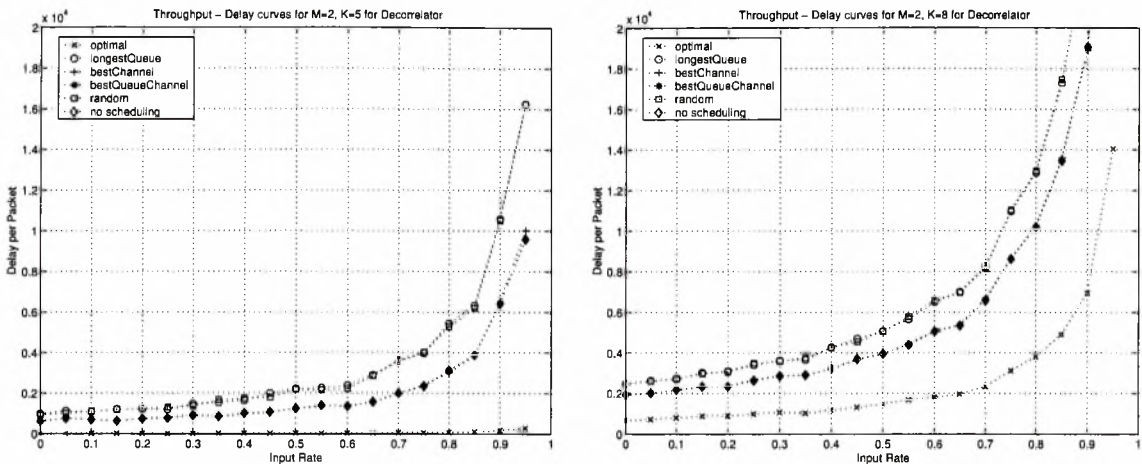 Throughput – Delay curves for M=2, K=5 for Decorrelator
x 10^4
2
1.8
1.6
1.4
1.2
1
0.8
0.6
0.4
0.2
0
Delay per Packet
optimal
longestQueue
bestChannel
bestQueueChannel
random
no scheduling
0 0.1 0.2 0.3 0.4 0.5 0.6 0.7 0.8 0.9 1
Input Rate
Throughput – Delay curves for M=2, K=8 for Decorrelator
x 10^4
2
1.8
1.6
1.4
1.2
1
0.8
0.6
0.4
0.2
0
Delay per Packet
optimal
longestQueue
bestChannel
bestQueueChannel
random
no scheduling
0 0.1 0.2 0.3 0.4 0.5 0.6 0.7 0.8 0.9 1
Input Rate